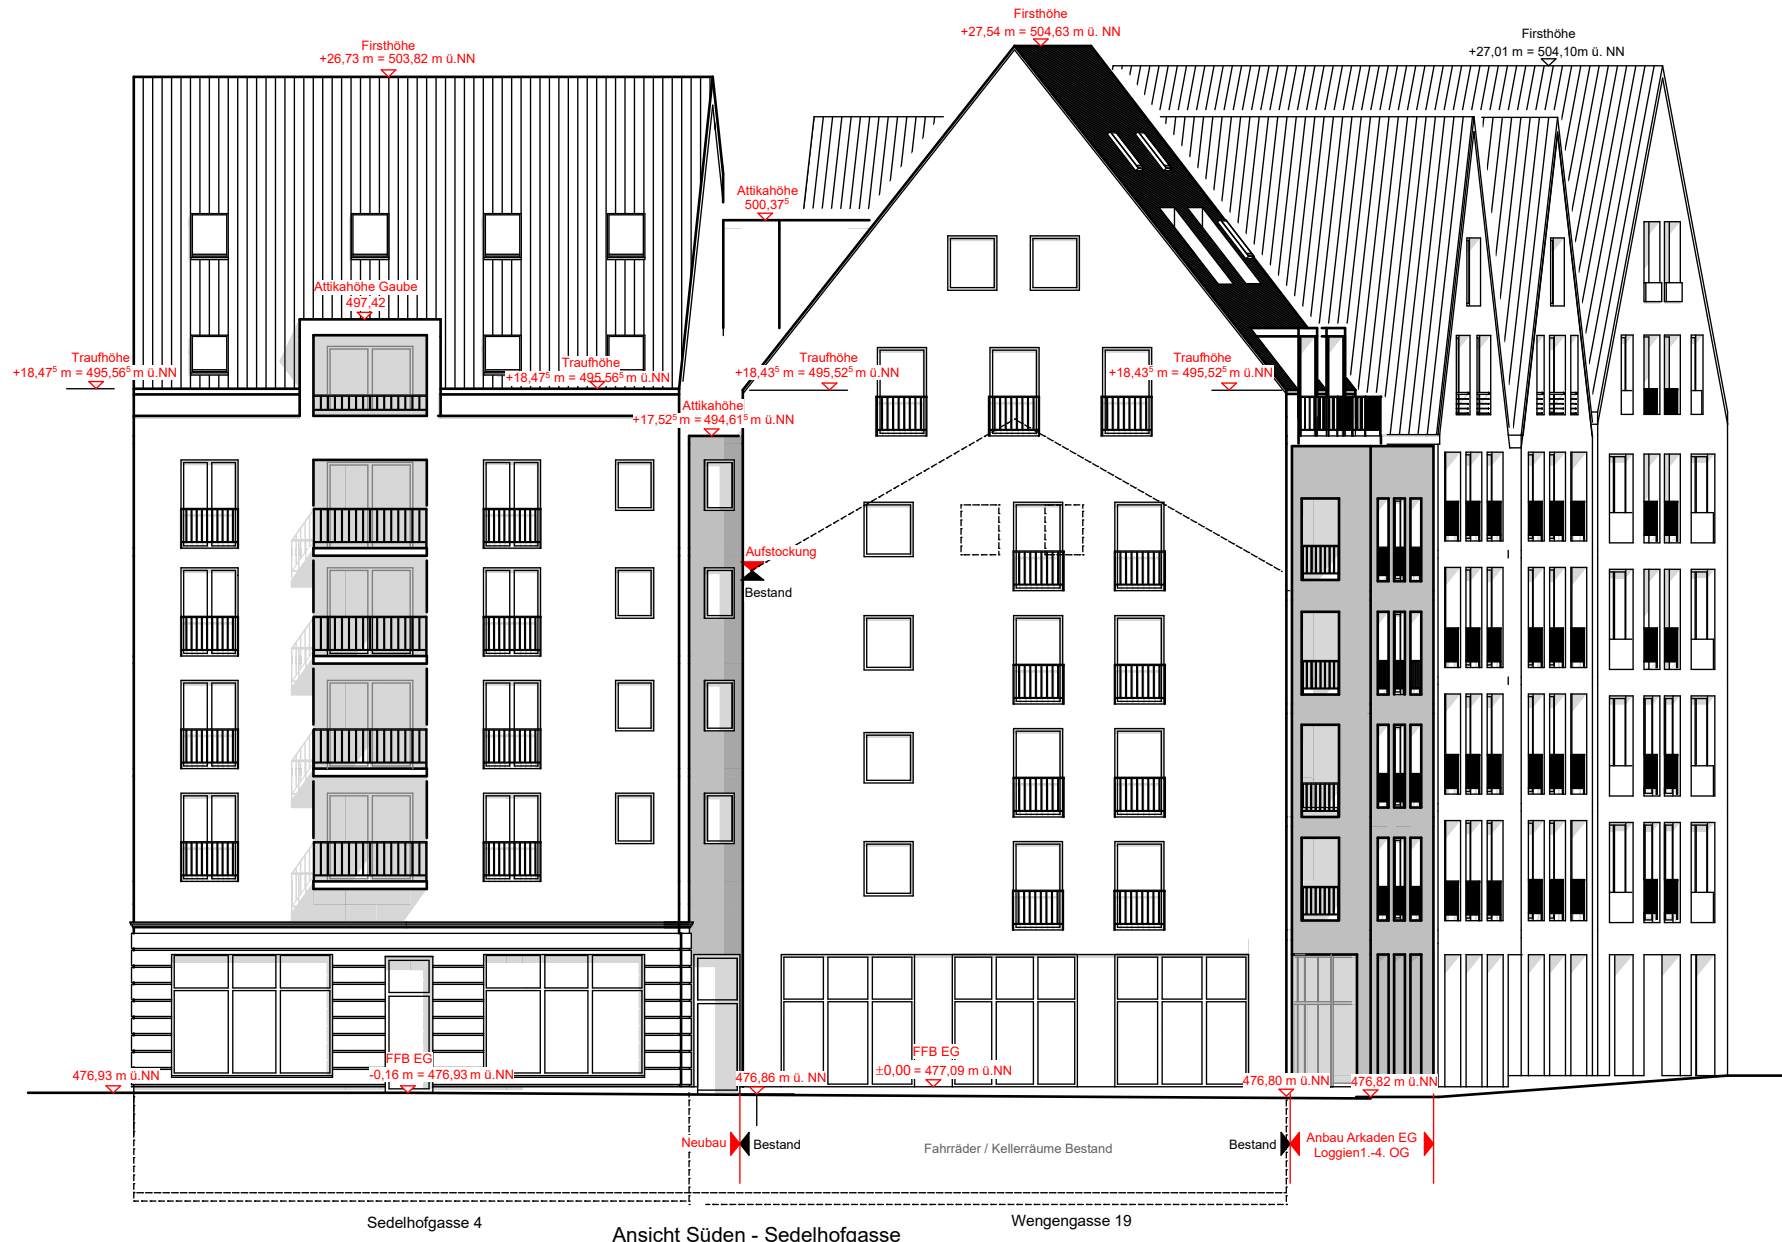 Firsthöhe
+27,54 m = 504,63 m ü. NN
Firsthöhe
+27,01 m = 504,10m ü. NN
Firsthöhe
+26,73 m = 503,82 m ü.NN
Attikahöhe
500,37⁵
Attikahöhe Gaube
497,42
Traufhöhe
+18,47⁵ m = 495,56⁵ m ü.NN
Traufhöhe
+18,47⁵ m = 495,56⁵ m ü.NN
Traufhöhe
+18,43⁵ m = 495,52⁵ m ü.NN
Traufhöhe
+18,43⁵ m = 495,52⁵ m ü.NN
Attikahöhe
+17,52⁵ m = 494,61⁵ m ü.NN
Aufstockung
Bestand
476,93 m ü.NN
FFB EG
-0,16 m = 476,93 m ü.NN
476,86 m ü. NN
FFB EG
±0,00 = 477,09 m ü.NN
476,80 m ü.NN
476,82 m ü.NN
Neubau
Bestand
Fahrräder / Kellerräume Bestand
Bestand
Anbau Arkaden EG
Loggien1.-4. OG
Sedelhofgasse 4
Wengengasse 19
Ansicht Süden - Sedelhofgasse